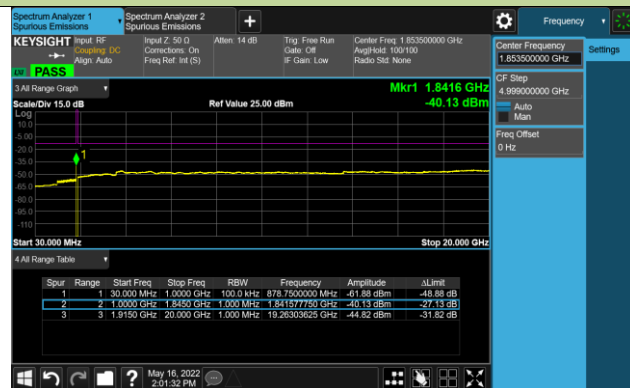 Spectrum Analyzer 1
Spurious Emissions
Spectrum Analyzer 2
Spurious Emissions
+
Frequency
KEYSIGHT
Input: RF
Coupling: DC
Align: Auto
Input Z: 50 Ω
Corrections: On
Freq Ref: Int (S)
Atten: 14 dB
Trig: Free Run
Gate: Off
IF Gain: Low
Center Freq: 1.853500000 GHz
Avg|Hold: 100/100
Radio Std: None
LXI PASS
Center Frequency
1.853500000 GHz
Settings
CF Step
4.999000000 GHz
Auto
Man
Freq Offset
0 Hz
3 All Range Graph
Mkr1 1.8416 GHz
-40.13 dBm
Scale/Div 15.0 dB
Ref Value 25.00 dBm
Log
10.0
-5.00
-20.0
-35.0
-50.0
-65.0
-80.0
-95.0
-110
1
Start 30.000 MHz
Stop 20.000 GHz
4 All Range Table
Spur Range Start Freq Stop Freq RBW Frequency Amplitude ΔLimit
1 1 30.000 MHz 1.0000 GHz 100.0 kHz 878.7500000 MHz -61.88 dBm -48.88 dB
2 2 1.0000 GHz 1.8450 GHz 1.000 MHz 1.841577750 GHz -40.13 dBm -27.13 dB
3 3 1.9150 GHz 20.000 GHz 1.000 MHz 19.26303625 GHz -44.82 dBm -31.82 dB
?
May 16, 2022
2:01:32 PM